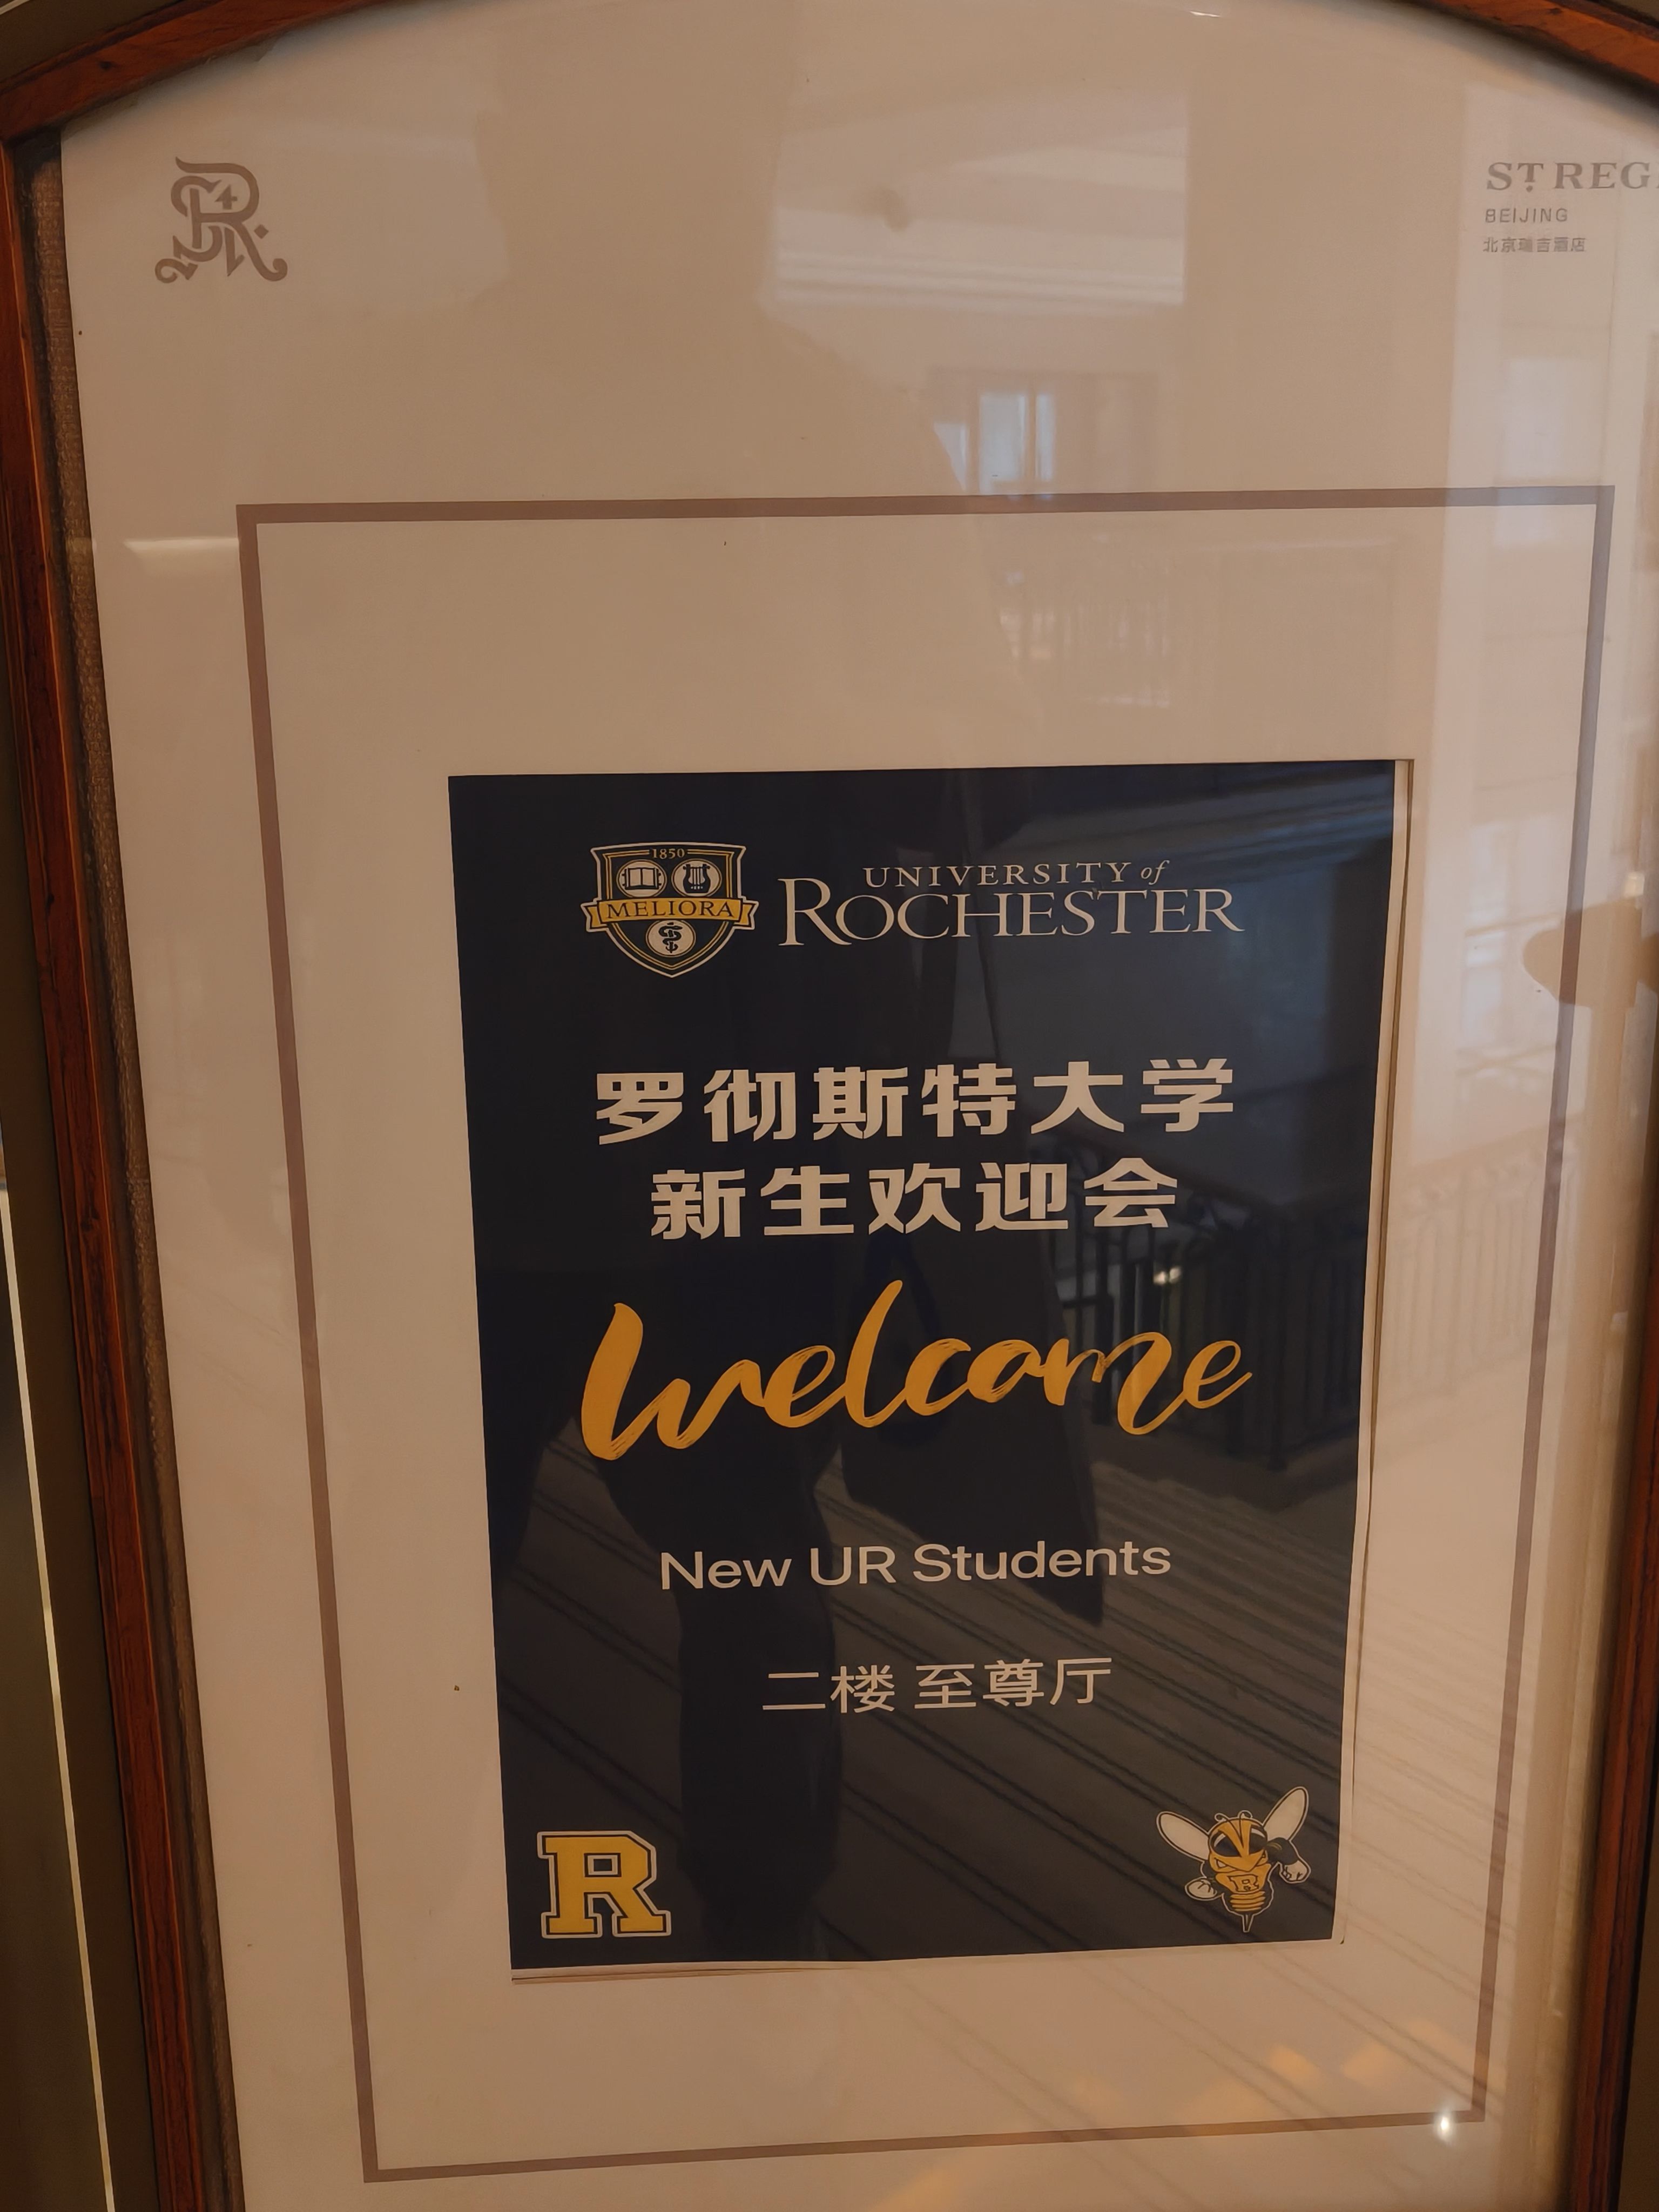 ST. REG
BEIJING
北京瑞吉酒店
1850
MELIORA
UNIVERSITY of
ROCHESTER
罗彻斯特大学
新生欢迎会
welcome
New UR Students
二楼 至尊厅
R